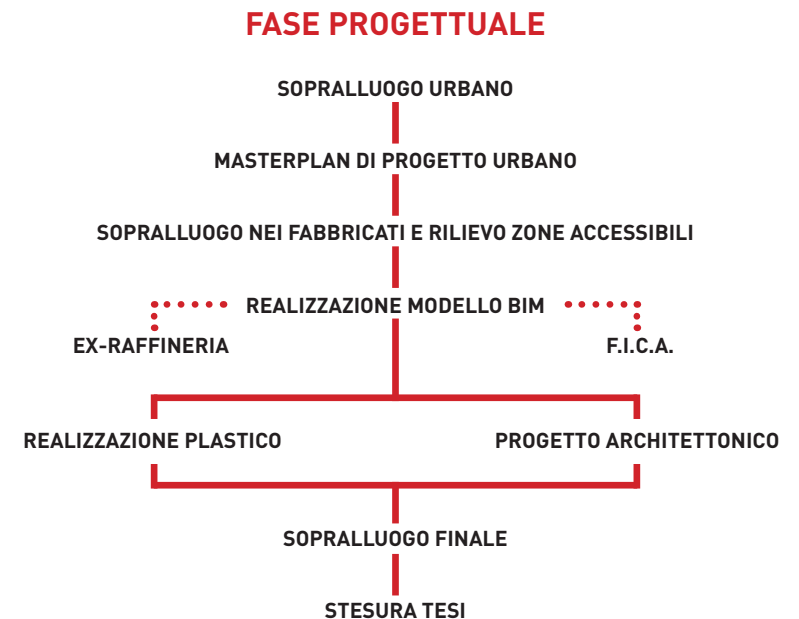 FASE PROGETTUALE
SOPRALLUOGO URBANO
MASTERPLAN DI PROGETTO URBANO
SOPRALLUOGO NEI FABBRICATI E RILIEVO ZONE ACCESSIBILI
REALIZZAZIONE MODELLO BIM
EX-RAFFINERIA
F.I.C.A.
REALIZZAZIONE PLASTICO
PROGETTO ARCHITETTONICO
SOPRALLUOGO FINALE
STESURA TESI